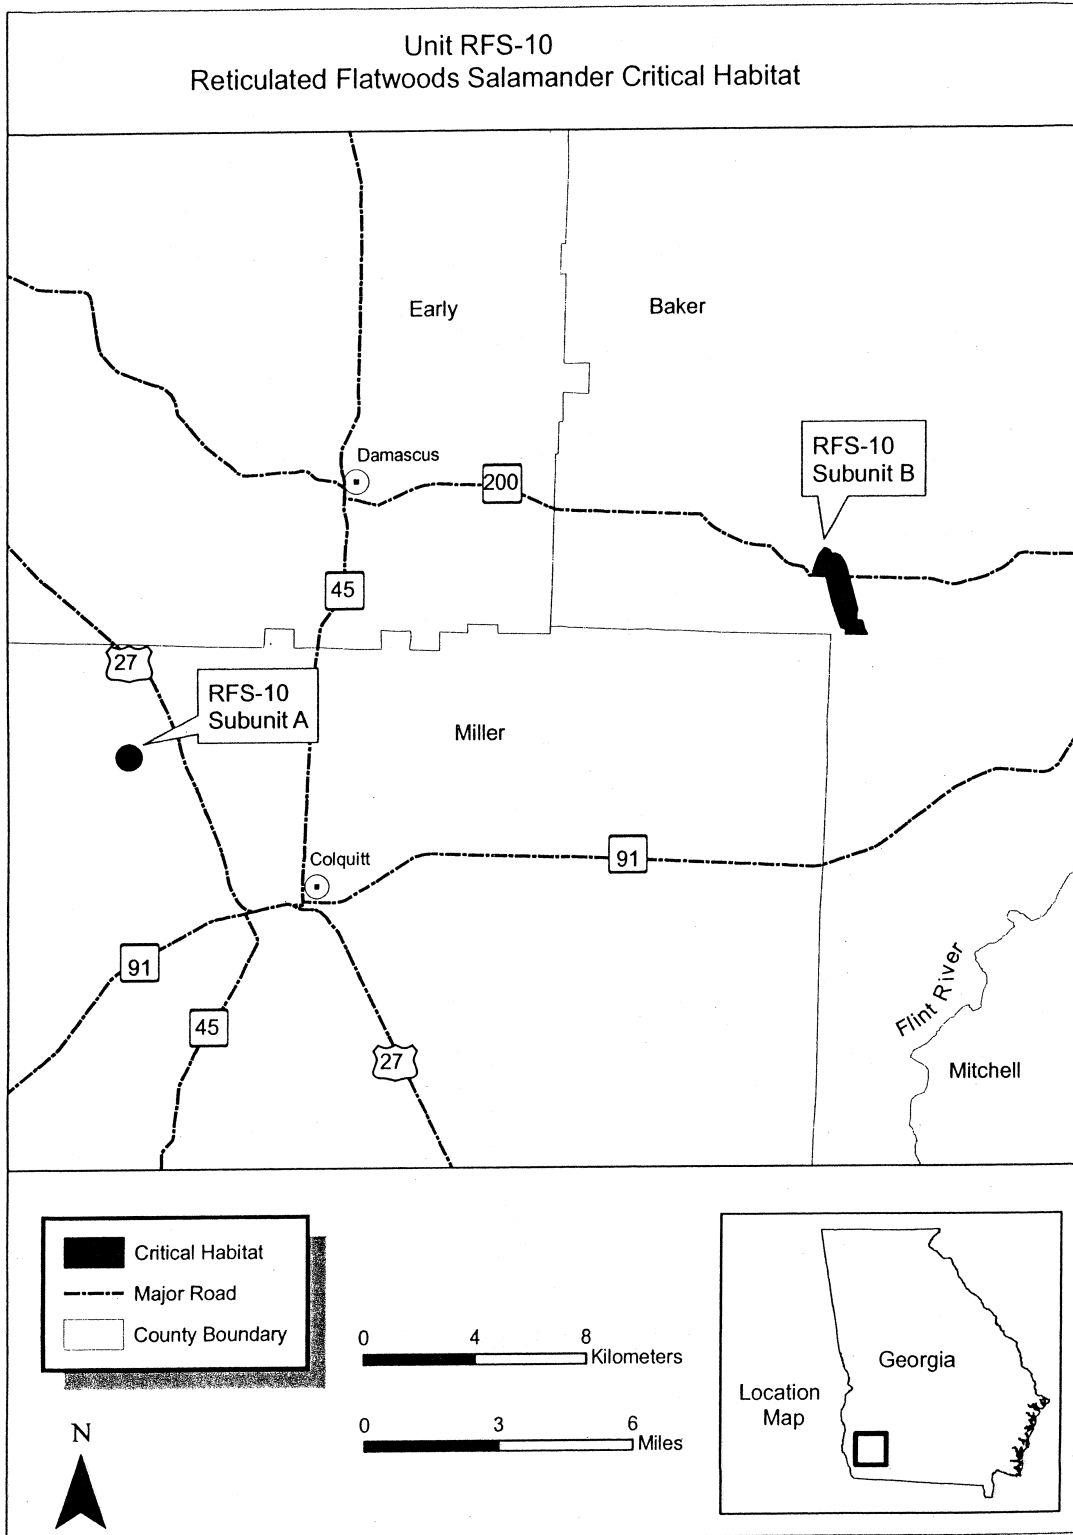 Unit RFS-10
Reticulated Flatwoods Salamander Critical Habitat
Early
Baker
Damascus
200
RFS-10
Subunit B
45
27
RFS-10
Subunit A
Miller
Colquitt
91
91
45
27
Flint River
Mitchell
Critical Habitat
Major Road
County Boundary
0 4 8
Kilometers
0 3 6
Miles
N
Georgia
Location
Map